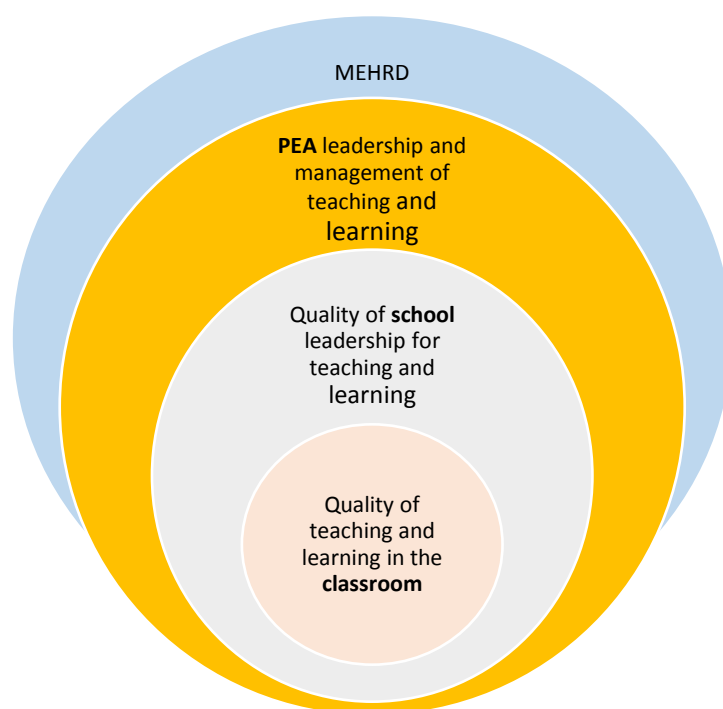 MEHRD
PEA leadership and
management of
teaching and
learning
Quality of school
leadership for
teaching and
learning
Quality of
teaching and
learning in the
classroom